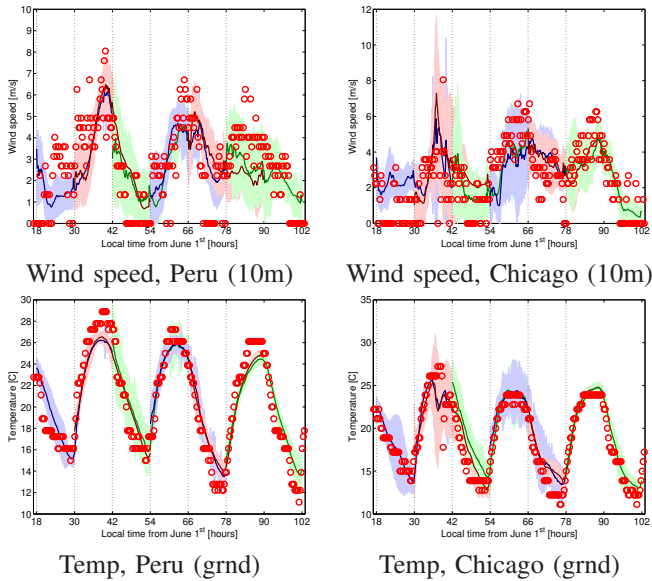 9
8
7
6
5
4
3
2
1
0
Wind speed [m/s]
18 30 42 54 66 78 90 102
Local time from June 1st [hours]
Wind speed, Peru (10m)
12
10
8
6
4
2
0
Wind speed [m/s]
18 30 42 54 66 78 90 102
Local time from June 1st [hours]
Wind speed, Chicago (10m)
30
28
26
24
22
20
18
16
14
12
10
Temperature [C]
18 30 42 54 66 78 90 102
Local time from June 1st [hours]
Temp, Peru (grnd)
35
30
25
20
15
10
Temperature [C]
18 30 42 54 66 78 90 102
Local time from June 1st [hours]
Temp, Chicago (grnd)